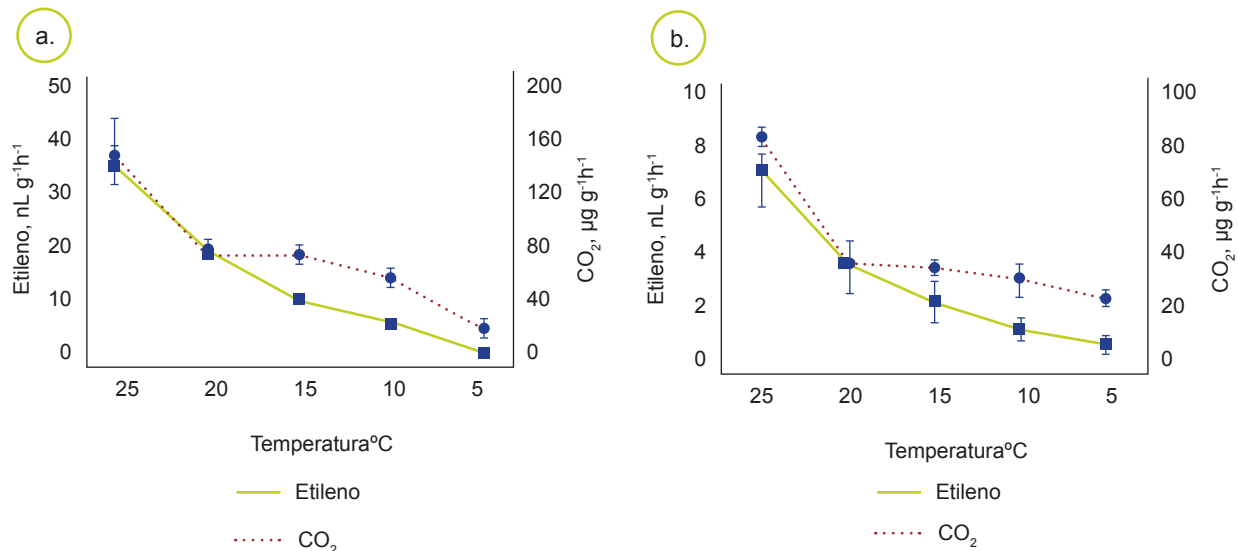 a.
Etileno, nL g⁻¹h⁻¹
50
40
30
20
10
0
200
160
120
80
40
0
CO₂, µg g⁻¹h⁻¹
25 20 15 10 5
Temperatura⁰C
Etileno
CO₂
b.
Etileno, nL g⁻¹h⁻¹
10
8
6
4
2
0
100
80
60
40
20
0
CO₂, µg g⁻¹h⁻¹
25 20 15 10 5
Temperatura⁰C
Etileno
CO₂